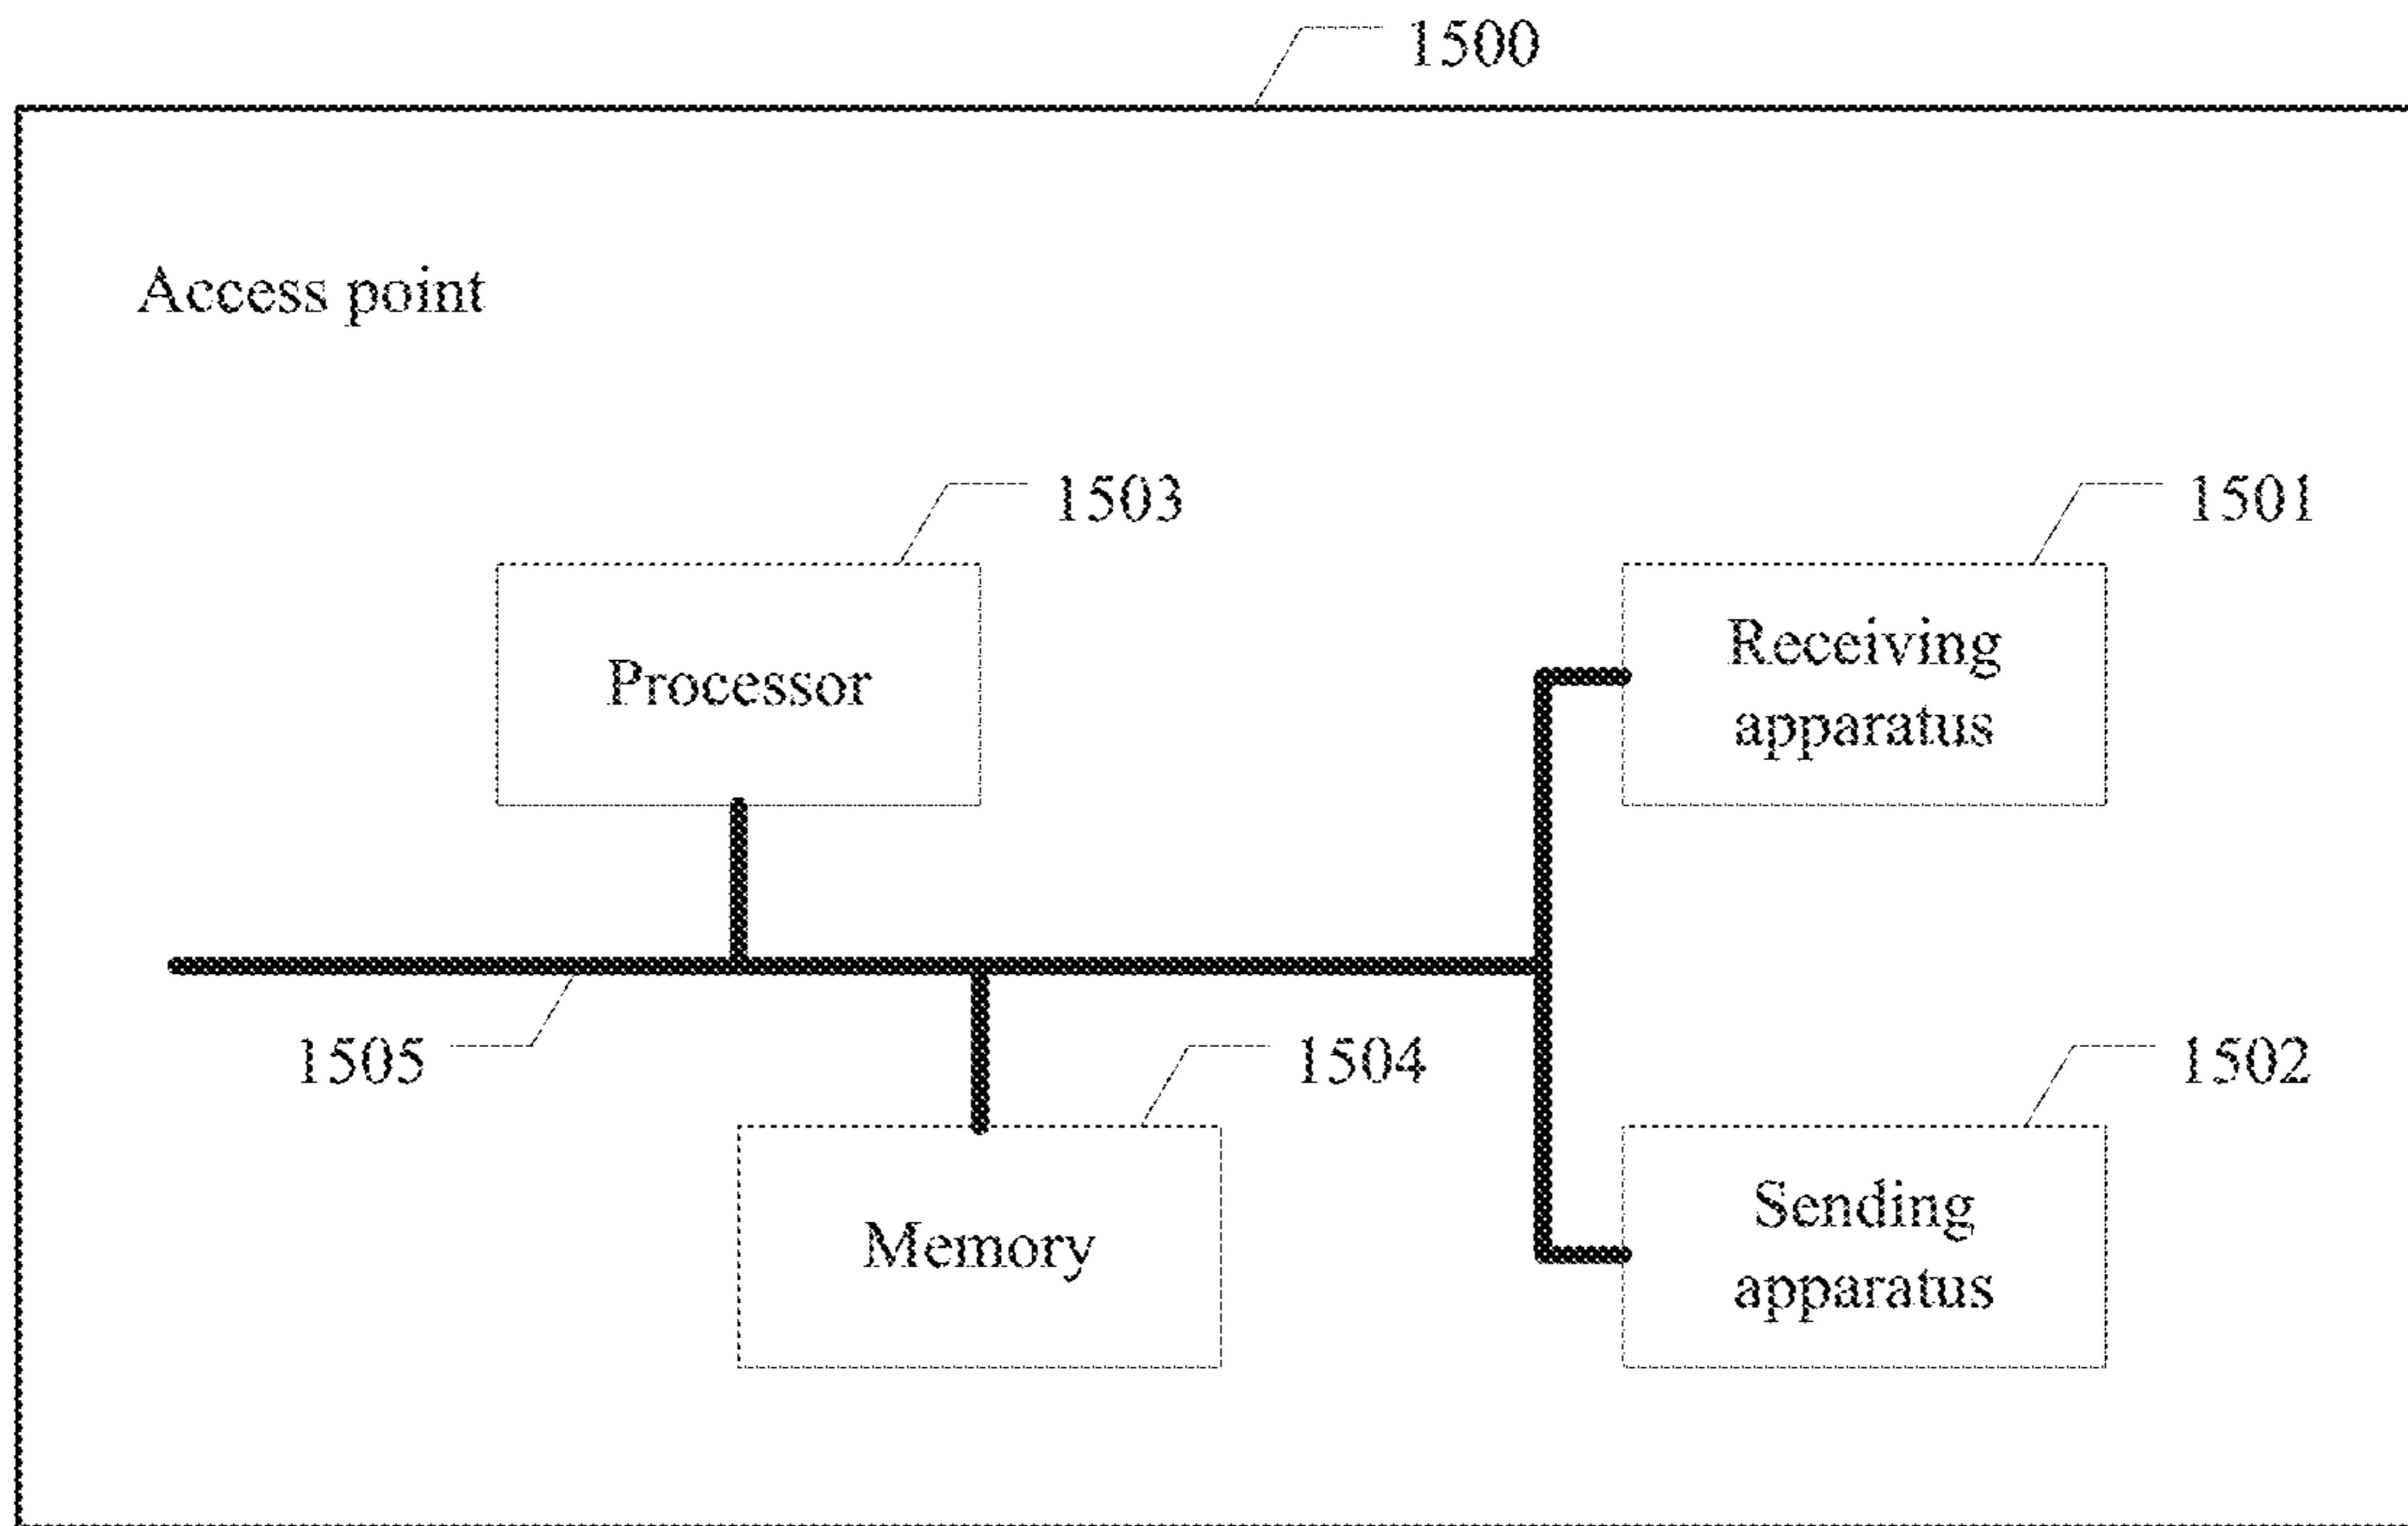 1500
Access point
1503
1501
Processor
Receiving
apparatus
1505
1504
1502
Memory
Sending
apparatus